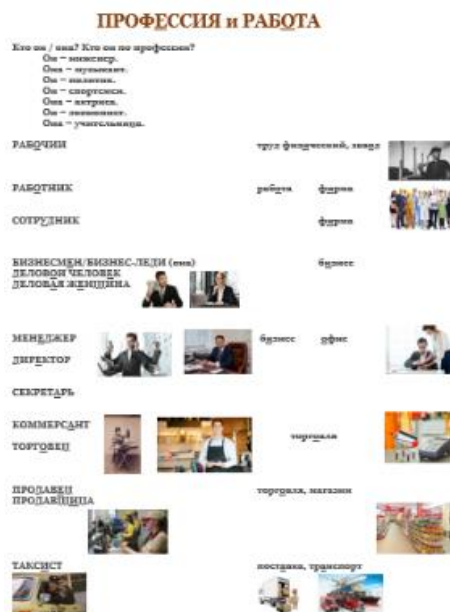 ПРОФЕССИЯ и РАБОТА
Кто он / она? Кто он по профессии?
Он – инженер.
Она – музыкант.
Он – политик.
Он – спортсмен.
Она – актриса.
Он – экономист.
Она – учительница.
РАБОЧИЙ труд физический, завод
РАБОТНИК работа фирма
СОТРУДНИК фирма
БИЗНЕСМЕН/БИЗНЕС-ЛЕДИ (она) бизнес
ДЕЛОВОЙ ЧЕЛОВЕК
ДЕЛОВАЯ ЖЕНЩИНА
МЕНЕДЖЕР бизнес офис
ДИРЕКТОР
СЕКРЕТАРЬ
КОММЕРСАНТ
торговля
ТОРГОВЕЦ
ПРОДАВЕЦ торговля, магазин
ПРОДАВЩИЦА
ТАКСИСТ доставка, транспорт